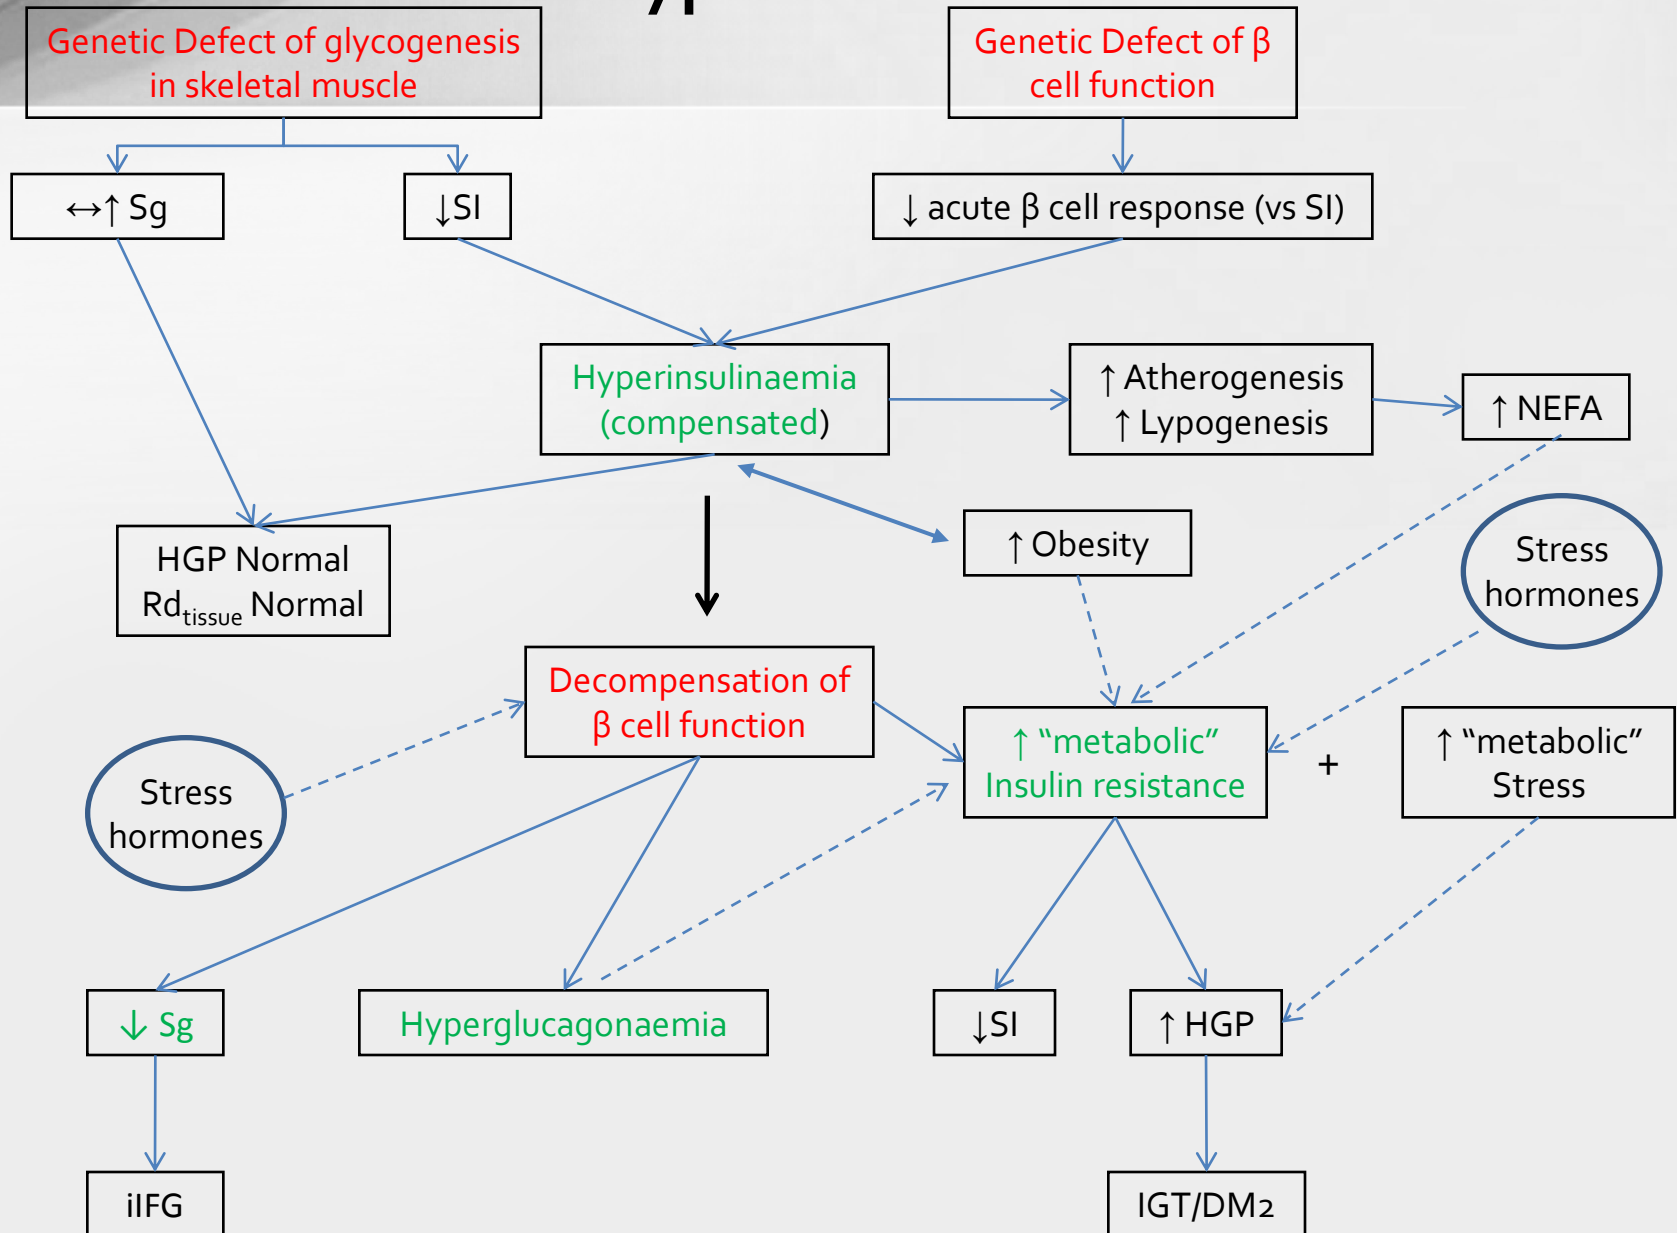 Genetic Defect of glycogenesis
in skeletal muscle
Genetic Defect of β
cell function
↔↑ Sg
↓SI
↓ acute β cell response (vs SI)
Hyperinsulinaemia
(compensated)
↑ Atherogenesis
↑ Lypogenesis
↑ NEFA
HGP Normal
Rdtissue Normal
↑ Obesity
Stress
hormones
Decompensation of
β cell function
↑ “metabolic”
Insulin resistance
+
↑ “metabolic”
Stress
Stress
hormones
↓ Sg
Hyperglucagonaemia
↓SI
↑ HGP
iIFG
IGT/DM2